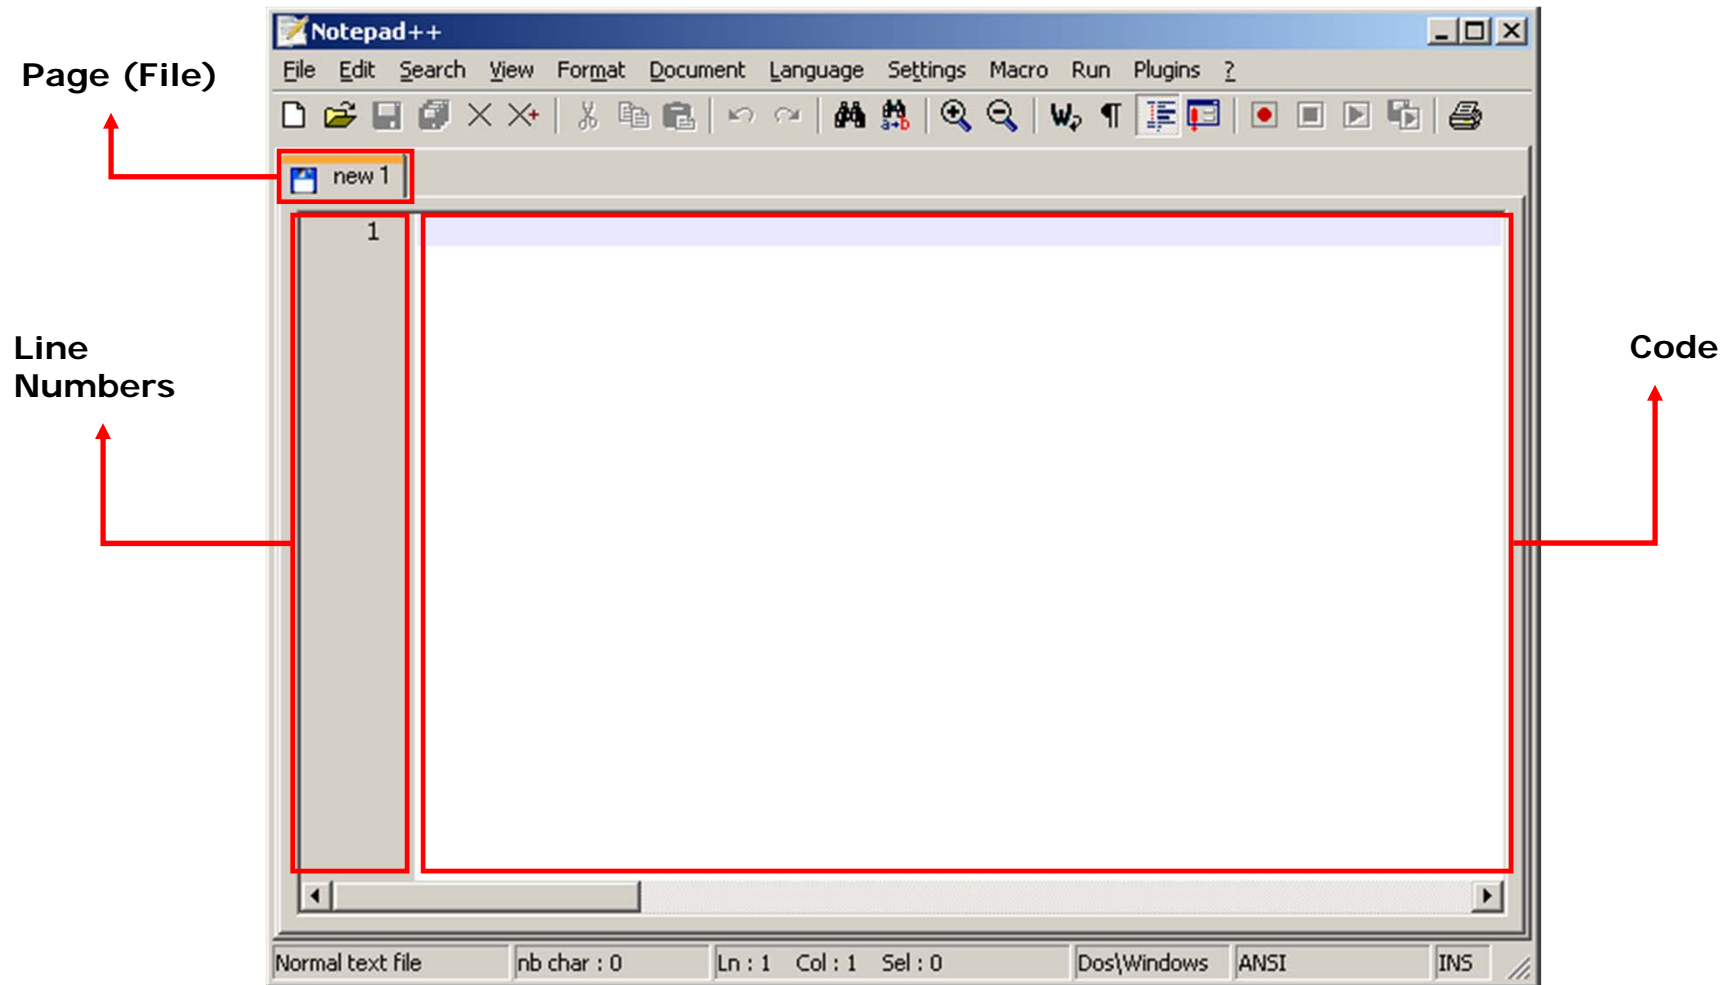 Notepad++
File Edit Search View Format Document Language Settings Macro Run Plugins ?
Page (File)
new 1
1
Line
Numbers
Code
Normal text file nb char : 0 Ln : 1 Col : 1 Sel : 0 Dos\Windows ANSI INS